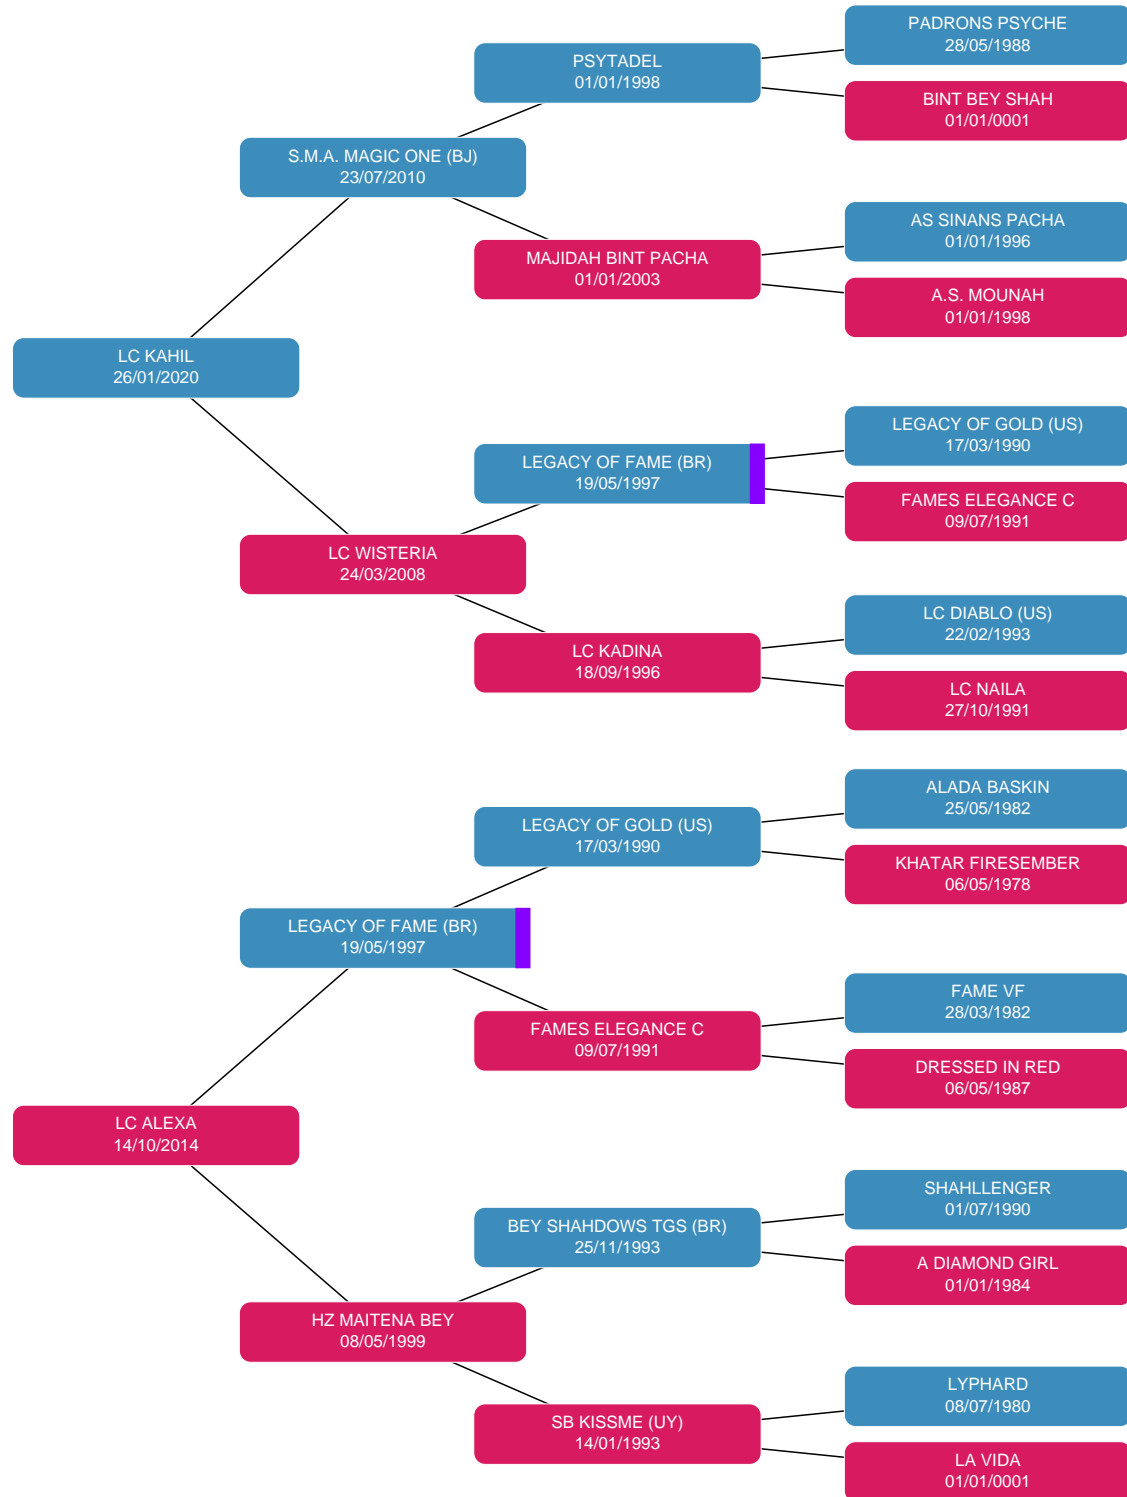 PADRONS PSYCHE
28/05/1988
PSYTADEL
01/01/1998
BINT BEY SHAH
01/01/0001
S.M.A. MAGIC ONE (BJ)
23/07/2010
AS SINANS PACHA
01/01/1996
MAJIDAH BINT PACHA
01/01/2003
A.S. MOUNAH
01/01/1998
LC KAHIL
26/01/2020
LEGACY OF GOLD (US)
17/03/1990
LEGACY OF FAME (BR)
19/05/1997
FAMES ELEGANCE C
09/07/1991
LC WISTERIA
24/03/2008
LC DIABLO (US)
22/02/1993
LC KADINA
18/09/1996
LC NAILA
27/10/1991
ALADA BASKIN
25/05/1982
LEGACY OF GOLD (US)
17/03/1990
KHATAR FIRESEMBER
06/05/1978
LEGACY OF FAME (BR)
19/05/1997
FAME VF
28/03/1982
FAMES ELEGANCE C
09/07/1991
DRESSED IN RED
06/05/1987
LC ALEXA
14/10/2014
SHAHLLENGER
01/07/1990
BEY SHAHDOWS TGS (BR)
25/11/1993
A DIAMOND GIRL
01/01/1984
HZ MAITENA BEY
08/05/1999
LYPHARD
08/07/1980
SB KISSME (UY)
14/01/1993
LA VIDA
01/01/0001